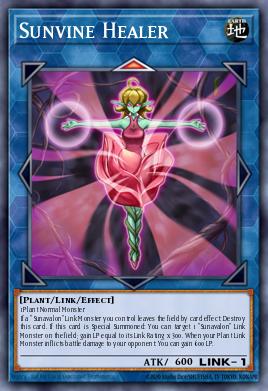 SUNVINE HEALER
EARTH
地
[PLANT/LINK/EFFECT]
1 Plant Normal Monster
If a "Sunavalon" Link Monster you control leaves the field by card effect: Destroy
this card. If this card is Special Summoned: You can target 1 "Sunavalon" Link
Monster on the field; gain LP equal to its Link Rating x 300. When your Plant Link
Monster inflicts battle damage to your opponent: You can gain 600 LP.
ATK/ 600 LINK-1